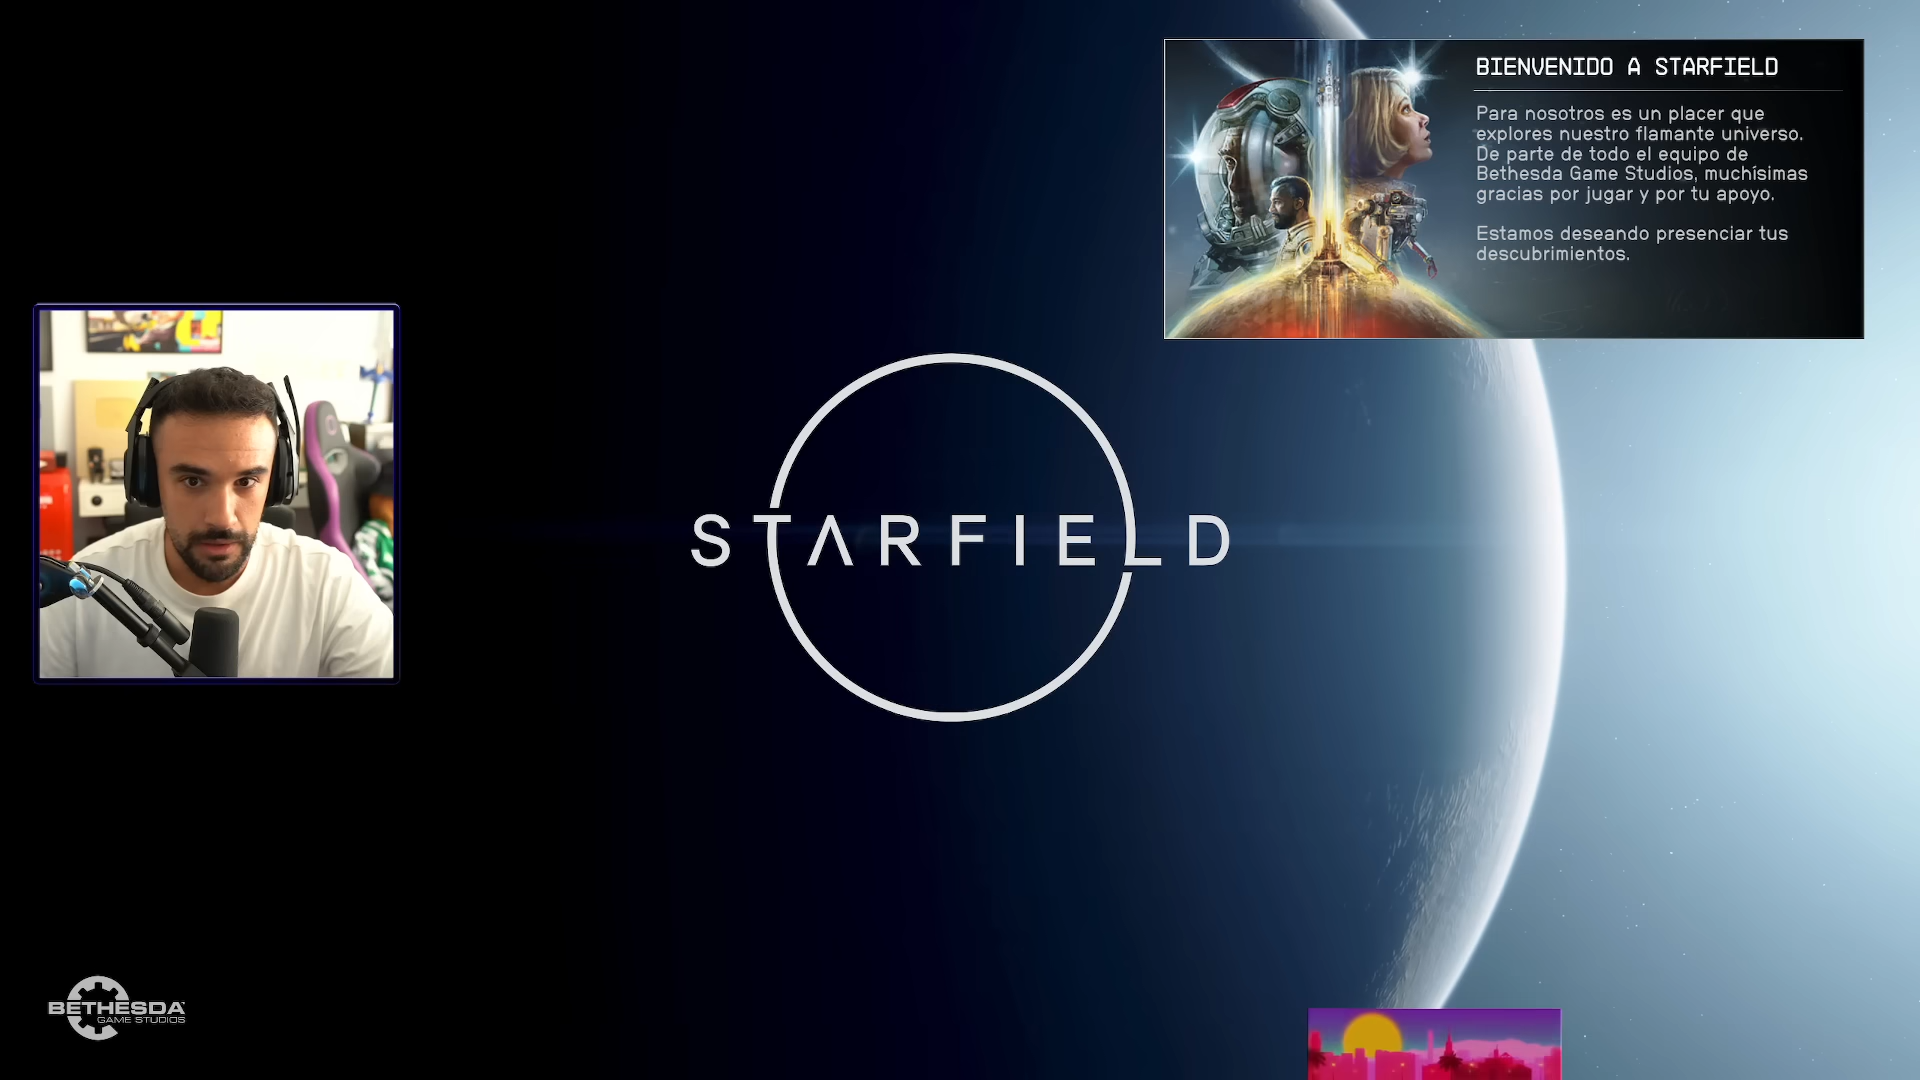 BIENVENIDO A STARFIELD
Para nosotros es un placer que
explores nuestro flamante universo.
De parte de todo el equipo de
Bethesda Game Studios, muchísimas
gracias por jugar y por tu apoyo.
Estamos deseando presenciar tus
descubrimientos.
STARFIELD
BETHESDA
GAME STUDIOS